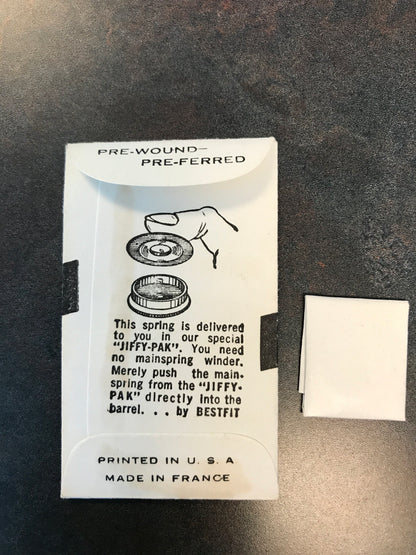 PRE-WOUND—
PRE-FERRED
This spring is delivered
to you in our special
"JIFFY-PAK". You need
no mainspring winder.
Merely push the main-
spring from the "JIFFY-
PAK" directly into the
barrel. . . by BESTFIT
PRINTED IN U. S. A
MADE IN FRANCE